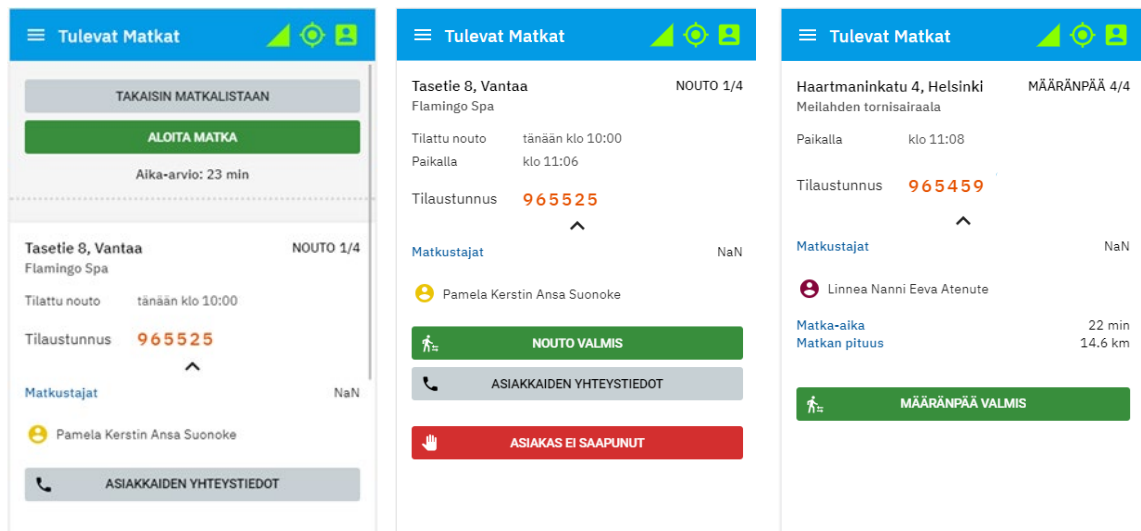 Tulevat Matkat
TAKAISIN MATKALISTAAN
ALOITA MATKA
Aika-arvio: 23 min
Tasetie 8, Vantaa NOUTO 1/4
Flamingo Spa
Tilattu nouto tänään klo 10:00
Tilaustunnus 965525
Matkustajat NaN
Pamela Kerstin Ansa Suonoke
ASIAKKAIDEN YHTEYSTIEDOT
Tulevat Matkat
Tasetie 8, Vantaa NOUTO 1/4
Flamingo Spa
Tilattu nouto tänään klo 10:00
Paikalla klo 11:06
Tilaustunnus 965525
Matkustajat NaN
Pamela Kerstin Ansa Suonoke
NOUTO VALMIS
ASIAKKAIDEN YHTEYSTIEDOT
ASIAKAS EI SAAPUNUT
Tulevat Matkat
Haartmaninkatu 4, Helsinki MÄÄRÄNPÄÄ 4/4
Meilahden tornisairaala
Paikalla klo 11:08
Tilaustunnus 965459
Matkustajat NaN
Linnea Nanni Eeva Atenute
Matka-aika 22 min
Matkan pituus 14.6 km
MÄÄRÄNPÄÄ VALMIS